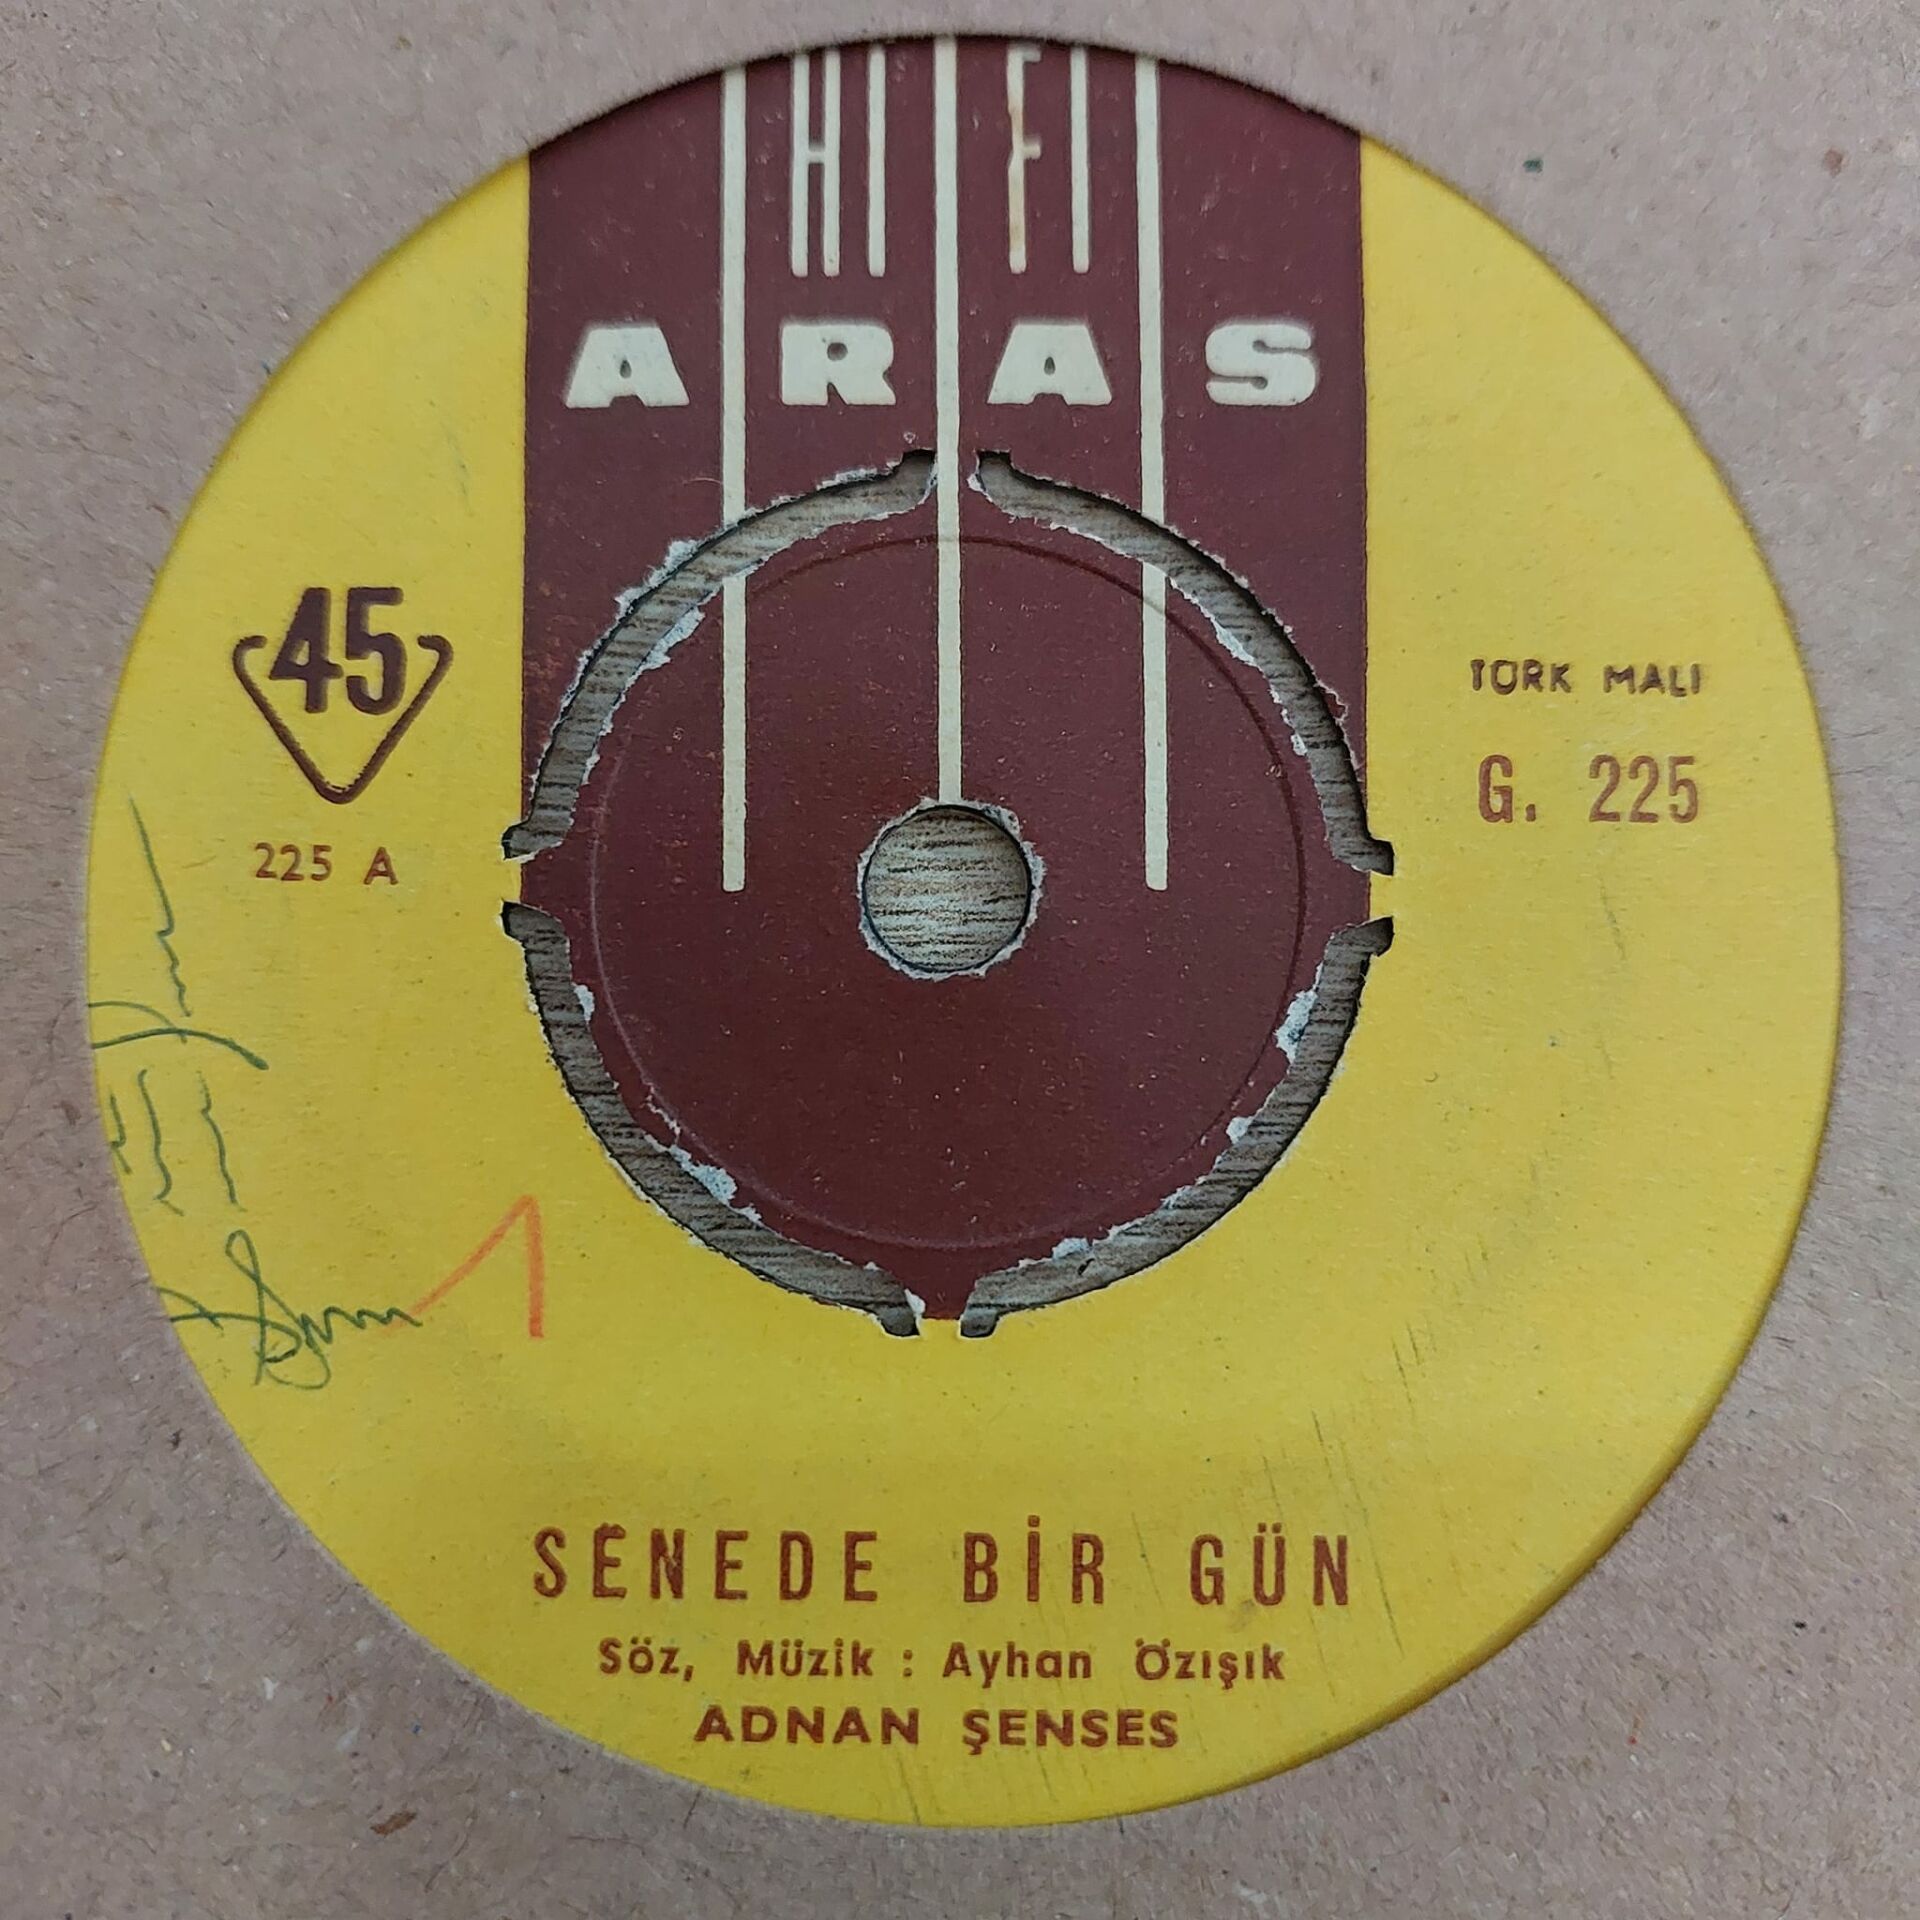 HI FI
ARAS
45
TÜRK MALI
G. 225
225 A
SENEDE BİR GÜN
Söz, Müzik : Ayhan Özışık
ADNAN ŞENSES